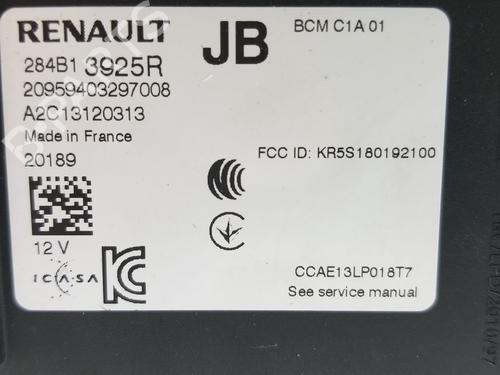 RENAULT JB BCM C1A 01
284B1 3925R
20959403297008
A2C13120313
Made in France
20189 FCC ID: KR5S180192100
12 V
ICASA CCAE13LP018T7
See service manual